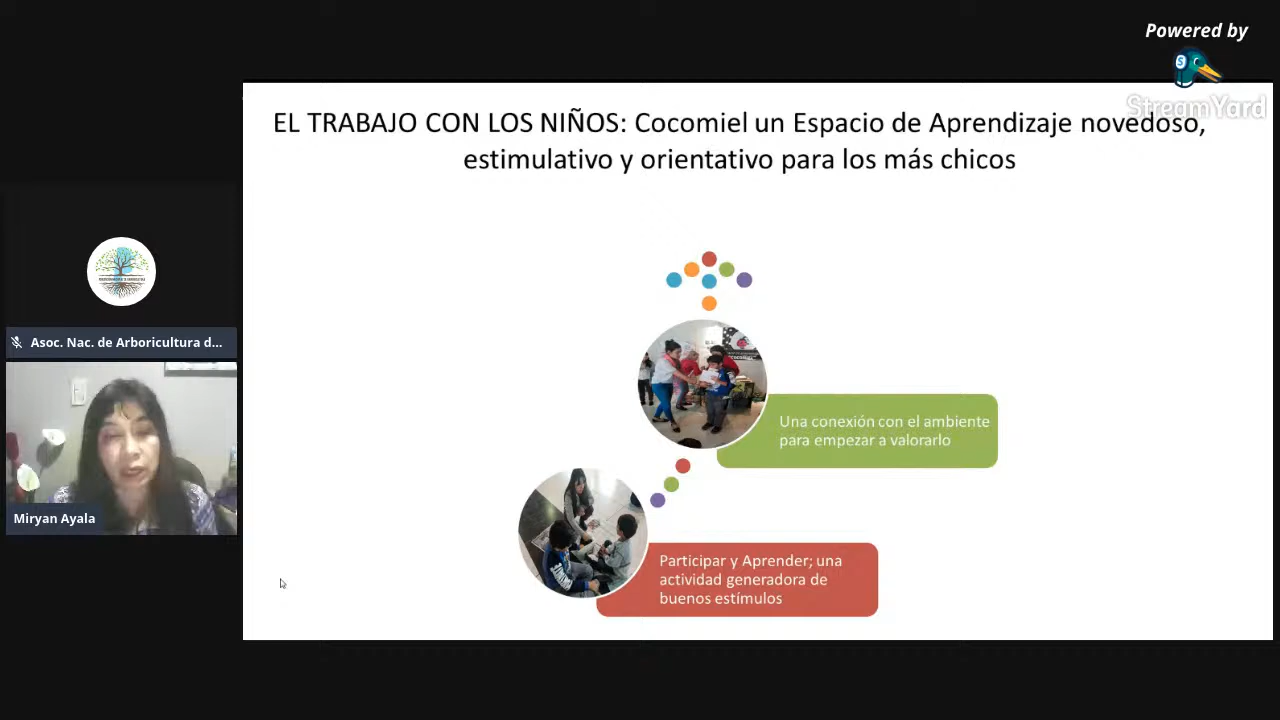 Powered by
StreamYard
EL TRABAJO CON LOS NIÑOS: Cocomiel un Espacio de Aprendizaje novedoso,
estimulativo y orientativo para los más chicos
Asoc. Nac. de Arboricultura d...
Una conexión con el ambiente
para empezar a valorarlo
Miryan Ayala
Participar y Aprender; una
actividad generadora de
buenos estímulos